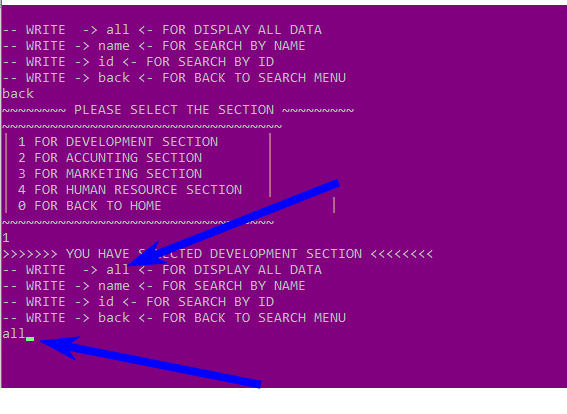 -- WRITE  -> all <- FOR DISPLAY ALL DATA
-- WRITE -> name <- FOR SEARCH BY NAME
-- WRITE -> id <- FOR SEARCH BY ID
-- WRITE -> back <- FOR BACK TO SEARCH MENU
back
~~~~~~~~ PLEASE SELECT THE SECTION ~~~~~~~~~
~~~~~~~~~~~~~~~~~~~~~~~~~~~~~~~~~~~
| 1 FOR DEVELOPMENT SECTION      |
| 2 FOR ACCUNTING SECTION        |
| 3 FOR MARKETING SECTION        |
| 4 FOR HUMAN RESOURCE SECTION   |
| 0 FOR BACK TO HOME                     |
~~~~~~~~~~~~~~~~~~~~~~~~~~~~~~~~~~
1
>>>>>>> YOU HAVE SELECTED DEVELOPMENT SECTION <<<<<<<<
-- WRITE  -> all <- FOR DISPLAY ALL DATA
-- WRITE -> name <- FOR SEARCH BY NAME
-- WRITE -> id <- FOR SEARCH BY ID
-- WRITE -> back <- FOR BACK TO SEARCH MENU
all